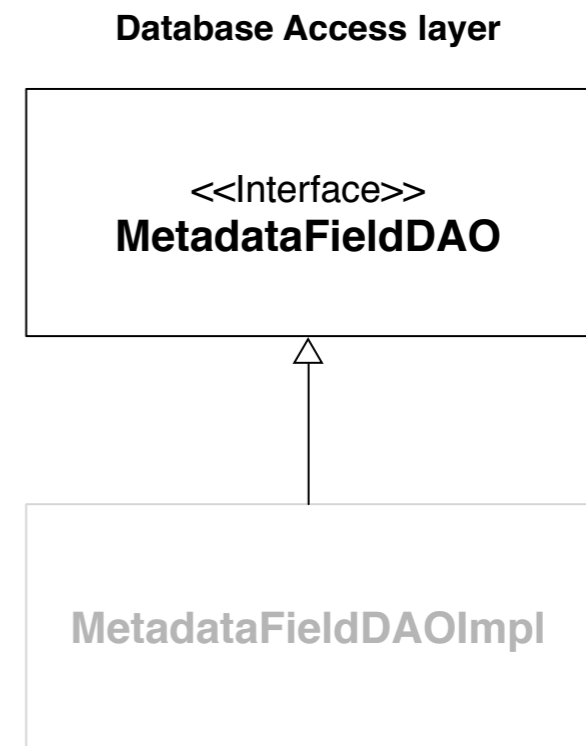 Database Access layer
<<Interface>>
MetadataFieldDAO
MetadataFieldDAOImpl